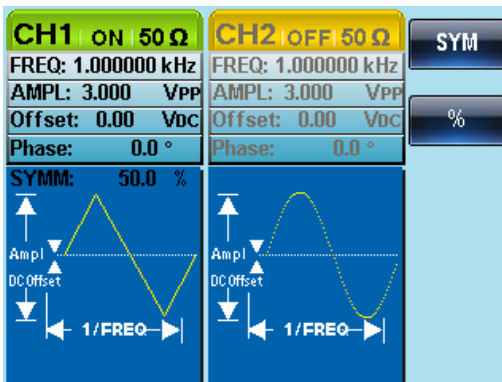 CH1 ON 50 Ω
FREQ: 1.000000 kHz
AMPL: 3.000 VPP
Offset: 0.00 VDC
Phase: 0.0 °
SYMM: 50.0 %
Ampl
DC Offset
1/FREQ
CH2 OFF 50 Ω
FREQ: 1.000000 kHz
AMPL: 3.000 VPP
Offset: 0.00 VDC
Phase: 0.0 °
Ampl
DC Offset
1/FREQ
SYM
%